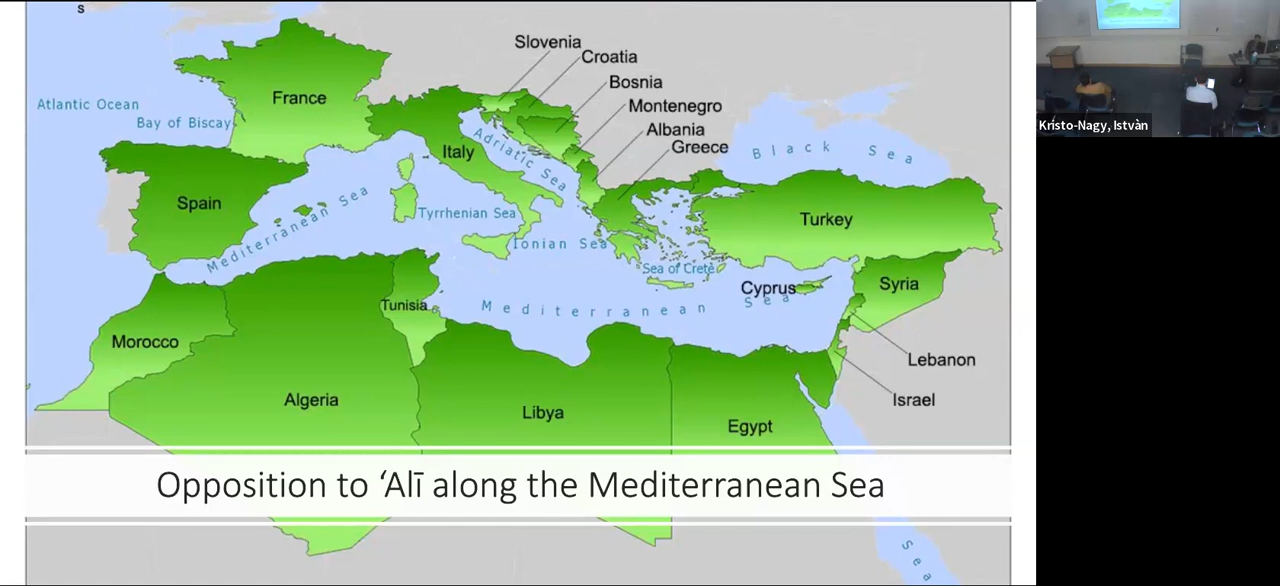 s
Slovenia
Croatia
Bosnia
Montenegro
Albania
Greece
Atlantic Ocean
Bay of Biscay
France
Italy
Adriatic Sea
Black Sea
Spain
Mediterranean Sea
Tyrrhenian Sea
Ionian Sea
Sea of Crete
Turkey
Cyprus
Syria
Tunisia
Mediterranean Sea
Morocco
Lebanon
Israel
Algeria
Libya
Egypt
Opposition to ‘Alī along the Mediterranean Sea
Sea
Kristo-Nagy, Istvàn